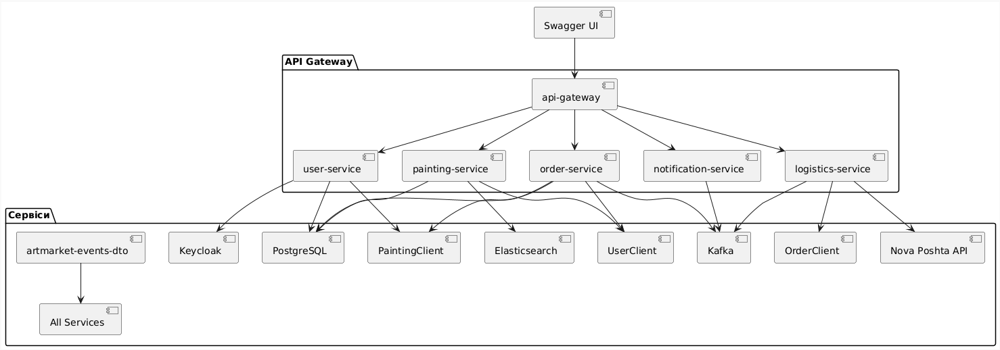 Swagger UI
API Gateway
api-gateway
user-service
painting-service
order-service
notification-service
logistics-service
Сервіси
artmarket-events-dto
Keycloak
PostgreSQL
PaintingClient
Elasticsearch
UserClient
Kafka
OrderClient
Nova Poshta API
All Services